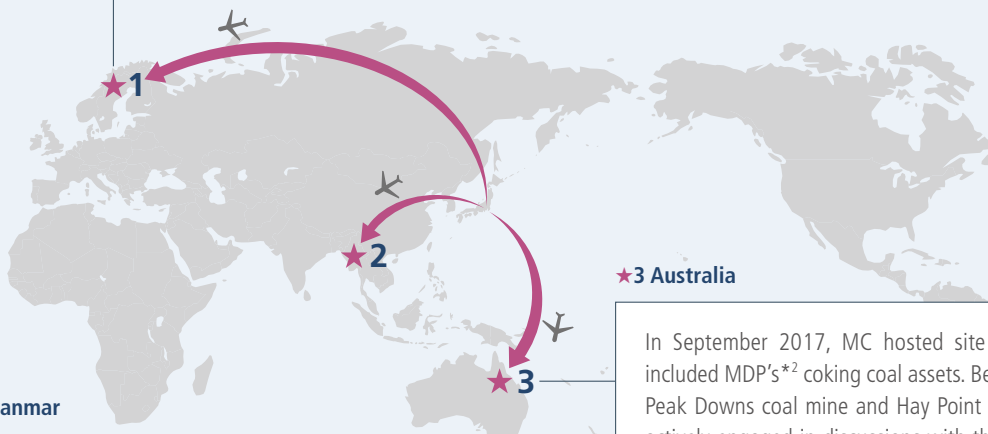 1
2
★3 Australia
In September 2017, MC hosted site
included MDP's*2 coking coal assets. Be
3
anmar
Peak Downs coal mine and Hay Point